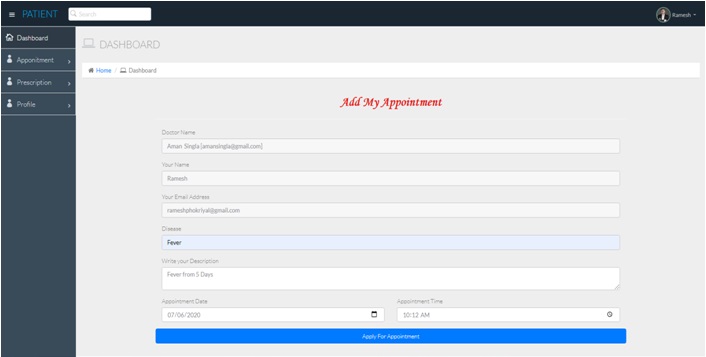 PATIENT
Search
Ramesh
Dashboard
Appointment
Prescription
Profile
DASHBOARD
Home / Dashboard
Add My Appointment
Doctor Name
Aman Singla [amansingla@gmail.com]
Your Name
Ramesh
Your Email Address
rameshphokriyal@gmail.com
Disease
Fever
Write your Description
Fever from 5 Days
Appointment Date
Appointment Time
07/06/2020
10:12 AM
Apply For Appointment